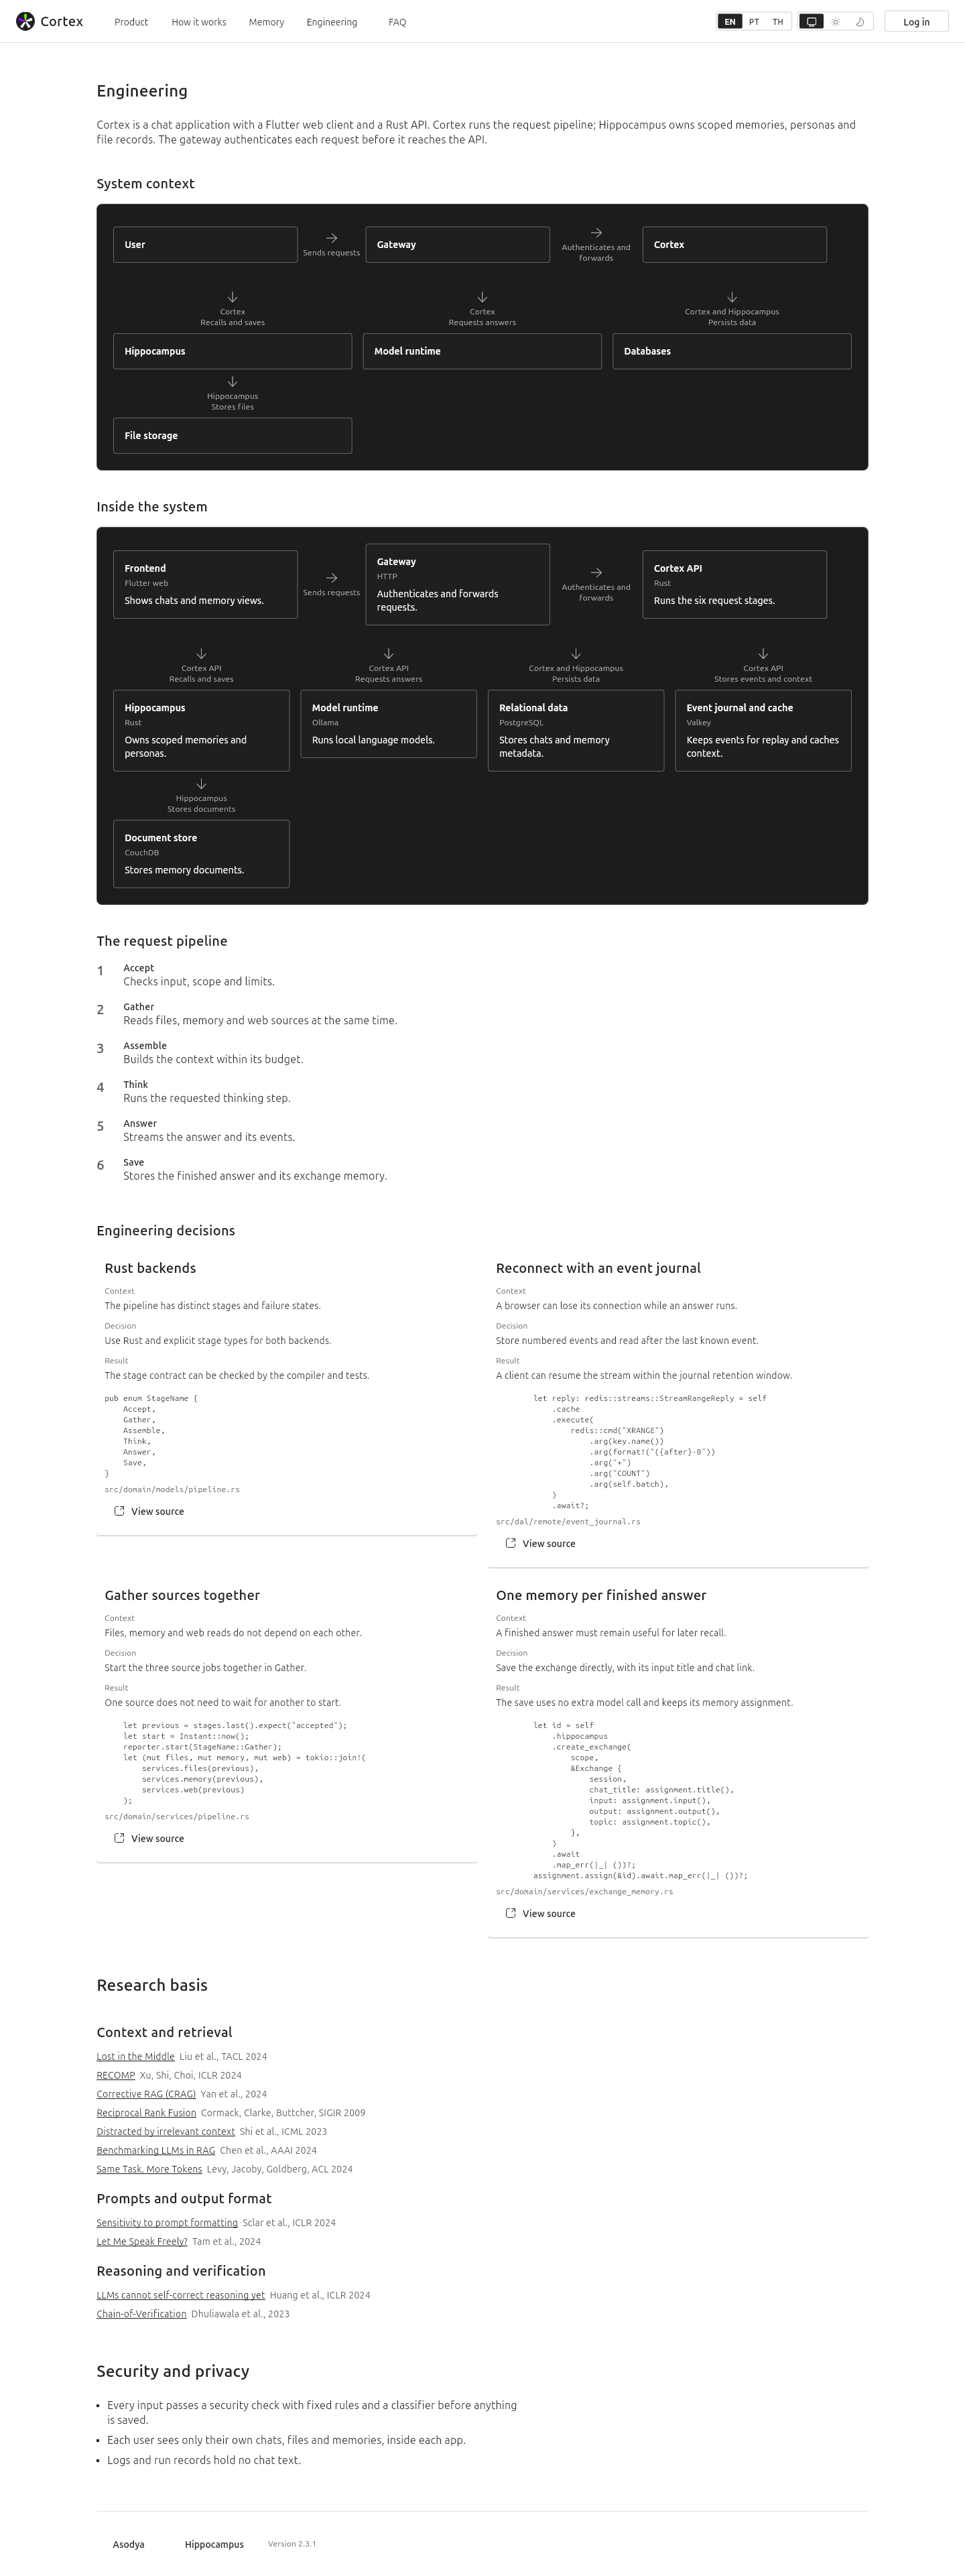 Cortex
Product
How it works
Memory
Engineering
FAQ
EN
PT
TH
Log in
Engineering
Cortex is a chat application with a Flutter web client and a Rust API. Cortex runs the request pipeline; Hippocampus owns scoped memories, personas and
file records. The gateway authenticates each request before it reaches the API.
System context
User
Sends requests
Gateway
Authenticates and
forwards
Cortex
Cortex
Recalls and saves
Cortex
Requests answers
Cortex and Hippocampus
Persists data
Hippocampus
Model runtime
Databases
Hippocampus
Stores files
File storage
Inside the system
Frontend
Flutter web
Shows chats and memory views.
Sends requests
Gateway
HTTP
Authenticates and forwards
requests.
Authenticates and
forwards
Cortex API
Rust
Runs the six request stages.
Cortex API
Recalls and saves
Cortex API
Requests answers
Cortex and Hippocampus
Persists data
Cortex API
Stores events and context
Hippocampus
Rust
Owns scoped memories and
personas.
Model runtime
Ollama
Runs local language models.
Relational data
PostgreSQL
Stores chats and memory
metadata.
Event journal and cache
Valkey
Keeps events for replay and caches
context.
Hippocampus
Stores documents
Document store
CouchDB
Stores memory documents.
The request pipeline
1
Accept
Checks input, scope and limits.
2
Gather
Reads files, memory and web sources at the same time.
3
Assemble
Builds the context within its budget.
4
Think
Runs the requested thinking step.
5
Answer
Streams the answer and its events.
6
Save
Stores the finished answer and its exchange memory.
Engineering decisions
Rust backends
Context
The pipeline has distinct stages and failure states.
Decision
Use Rust and explicit stage types for both backends.
Result
The stage contract can be checked by the compiler and tests.
pub enum StageName {
    Accept,
    Gather,
    Assemble,
    Think,
    Answer,
    Save,
}
src/domain/models/pipeline.rs
View source
Reconnect with an event journal
Context
A browser can lose its connection while an answer runs.
Decision
Store numbered events and read after the last known event.
Result
A client can resume the stream within the journal retention window.
        let reply: redis::streams::StreamRangeReply = self
            .cache
            .execute(
                redis::cmd("XRANGE")
                    .arg(key.name())
                    .arg(format!("({after}-0"))
                    .arg("+")
                    .arg("COUNT")
                    .arg(self.batch),
            )
            .await?;
src/dal/remote/event_journal.rs
View source
Gather sources together
Context
Files, memory and web reads do not depend on each other.
Decision
Start the three source jobs together in Gather.
Result
One source does not need to wait for another to start.
    let previous = stages.last().expect("accepted");
    let start = Instant::now();
    reporter.start(StageName::Gather);
    let (mut files, mut memory, mut web) = tokio::join!(
        services.files(previous),
        services.memory(previous),
        services.web(previous)
    );
src/domain/services/pipeline.rs
View source
One memory per finished answer
Context
A finished answer must remain useful for later recall.
Decision
Save the exchange directly, with its input title and chat link.
Result
The save uses no extra model call and keeps its memory assignment.
        let id = self
            .hippocampus
            .create_exchange(
                scope,
                &Exchange {
                    session,
                    chat_title: assignment.title(),
                    input: assignment.input(),
                    output: assignment.output(),
                    topic: assignment.topic(),
                },
            )
            .await
            .map_err(|_| ())?;
        assignment.assign(&id).await.map_err(|_| ())?;
src/domain/services/exchange_memory.rs
View source
Research basis
Context and retrieval
Lost in the Middle Liu et al., TACL 2024
RECOMP Xu, Shi, Choi, ICLR 2024
Corrective RAG (CRAG) Yan et al., 2024
Reciprocal Rank Fusion Cormack, Clarke, Buttcher, SIGIR 2009
Distracted by irrelevant context Shi et al., ICML 2023
Benchmarking LLMs in RAG Chen et al., AAAI 2024
Same Task, More Tokens Levy, Jacoby, Goldberg, ACL 2024
Prompts and output format
Sensitivity to prompt formatting Sclar et al., ICLR 2024
Let Me Speak Freely? Tam et al., 2024
Reasoning and verification
LLMs cannot self-correct reasoning yet Huang et al., ICLR 2024
Chain-of-Verification Dhuliawala et al., 2023
Security and privacy
▪ Every input passes a security check with fixed rules and a classifier before anything
is saved.
▪ Each user sees only their own chats, files and memories, inside each app.
▪ Logs and run records hold no chat text.
Asodya
Hippocampus
Version 2.3.1